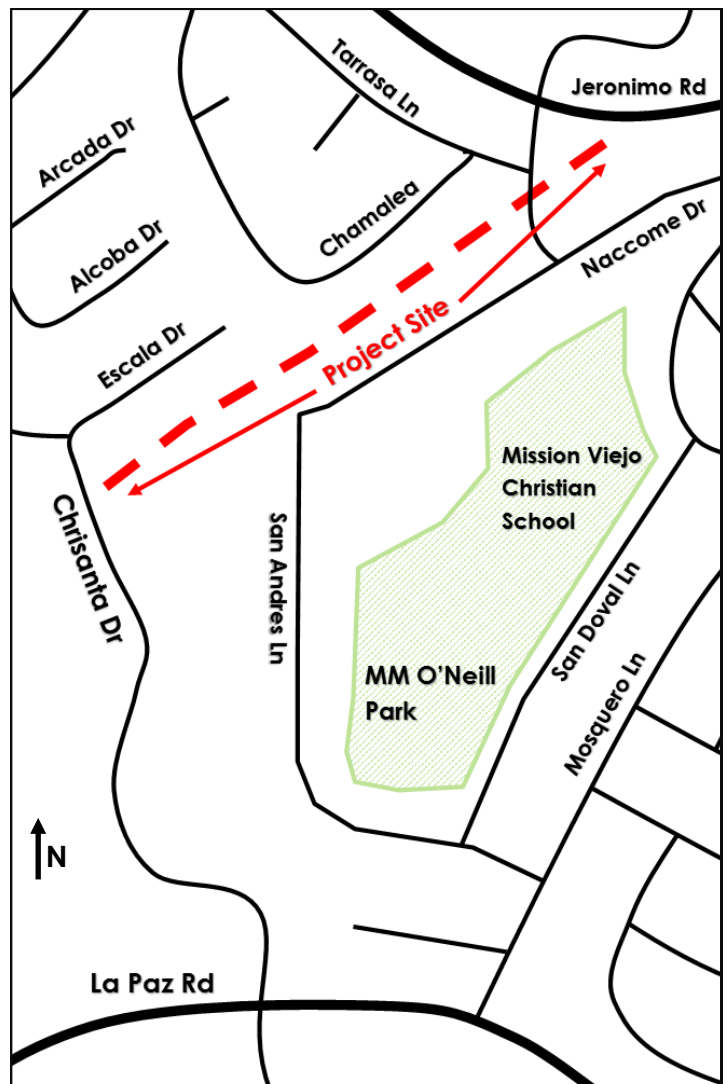 Tarrasa Ln
Jeronimo Rd
Arcada Dr
Chamalea
Alcoba Dr
Naccome Dr
Project Site
Escala Dr
Mission Viejo
Christian
School
Chrisanta Dr
San Andres Ln
San Doval Ln
MM O’Neill
Park
Mosquero Ln
N
La Paz Rd